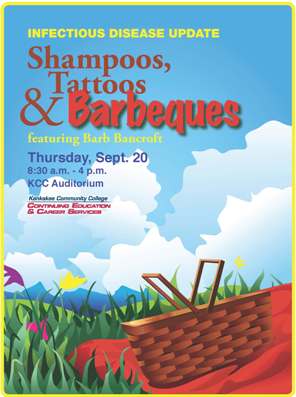 INFECTIOUS DISEASE UPDATE
Shampoos,
Tattoos
& Barbeques
featuring Barb Bancroft
Thursday, Sept. 20
8:30 a.m. - 4 p.m.
KCC Auditorium
Kankakee Community College
CONTINUING EDUCATION
& CAREER SERVICES